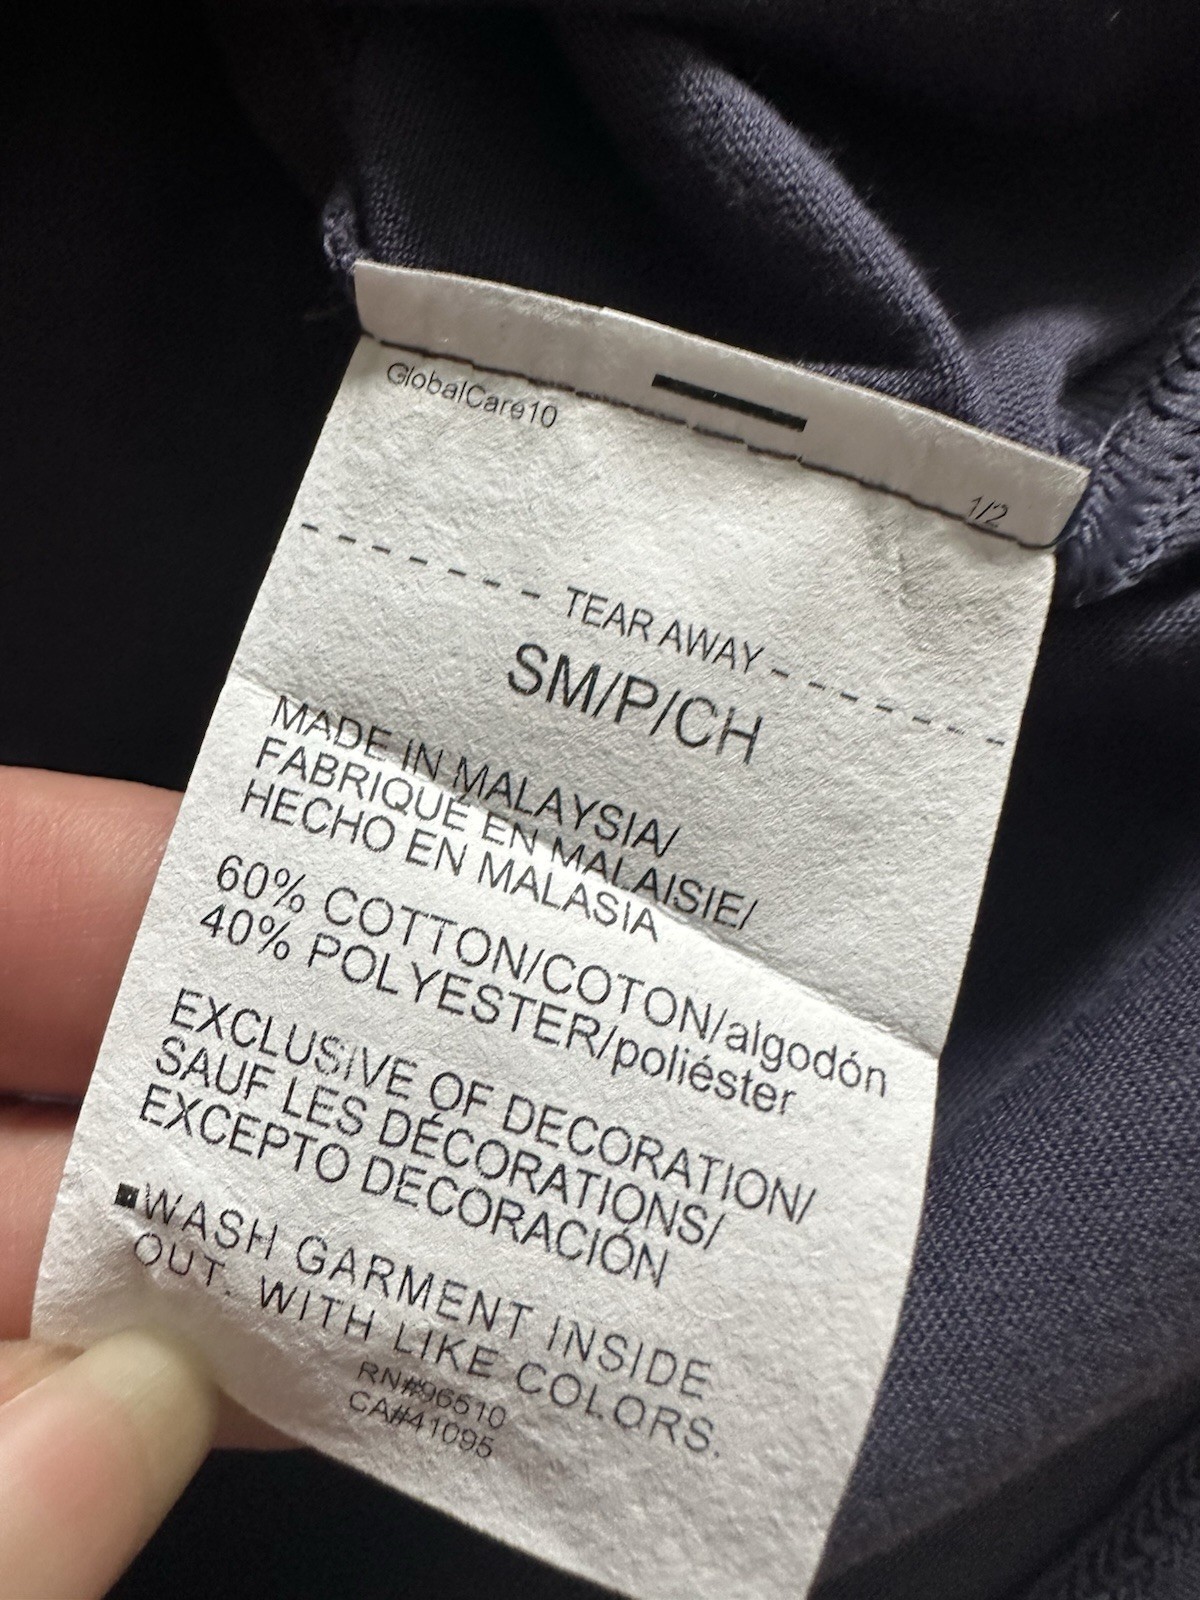 GlobalCare10
1/2
TEAR AWAY
SM/P/CH
MADE IN MALAYSIA/
FABRIQUÉ EN MALAISIE/
HECHO EN MALASIA
60% COTTON/COTON/algodón
40% POLYESTER/poliéster
EXCLUSIVE OF DECORATION/
SAUF LES DÉCORATIONS/
EXCEPTO DECORACIÓN
■WASH GARMENT INSIDE
OUT. WITH LIKE COLORS.
RN#96510
CA#41095